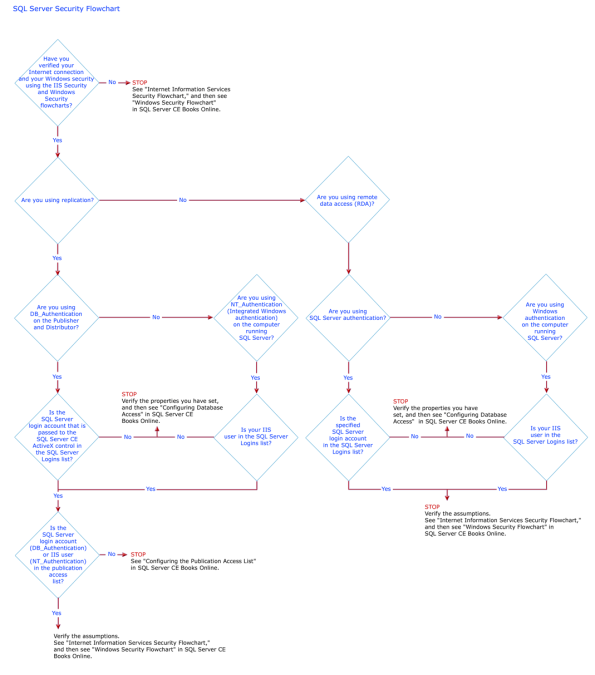 SQL Server Security Flowchart
Have you
verified your
Internet connection
and your Windows security
using the IIS Security
and Windows
Security
flowcharts?
No
STOP
See "Internet Information Services
Security Flowchart," and then see
"Windows Security Flowchart"
in SQL Server CE Books Online.
Yes
Are you using replication?
No
Are you using remote
data access (RDA)?
Yes
Are you using
DB_Authentication
on the Publisher
and Distributor?
No
Are you using
NT_Authentication
(Integrated Windows
authentication)
on the computer
running
SQL Server?
Are you using
SQL Server authentication?
No
Are you using
Windows
authentication
on the computer
running
SQL Server?
Yes
Yes
Yes
Yes
Is the
SQL Server
login account that is
passed to the
SQL Server CE
ActiveX control in
the SQL Server
Logins list?
STOP
Verify the properties you have set,
and then see "Configuring Database
Access" in SQL Server CE
Books Online.
No
No
Is your IIS
user in the SQL Server
Logins list?
Is the
specified
SQL Server
login account
in the SQL Server
Logins list?
STOP
Verify the properties you have
set, and then see "Configuring Database
Access" in SQL Server CE
Books Online.
No
No
Is your IIS
user in the
SQL Server Logins list?
Yes
Yes
Yes
Yes
STOP
Verify the assumptions.
See "Internet Information Services Security Flowchart,"
and then see "Windows Security Flowchart" in
SQL Server CE Books Online.
Is the
SQL Server
login account
(DB_Authentication)
or IIS user
(NT_Authentication)
in the publication
access
list?
No
STOP
See "Configuring the Publication Access List"
in SQL Server CE Books Online.
Yes
Verify the assumptions.
See "Internet Information Services Security Flowchart,"
and then see "Windows Security Flowchart" in SQL Server CE
Books Online.